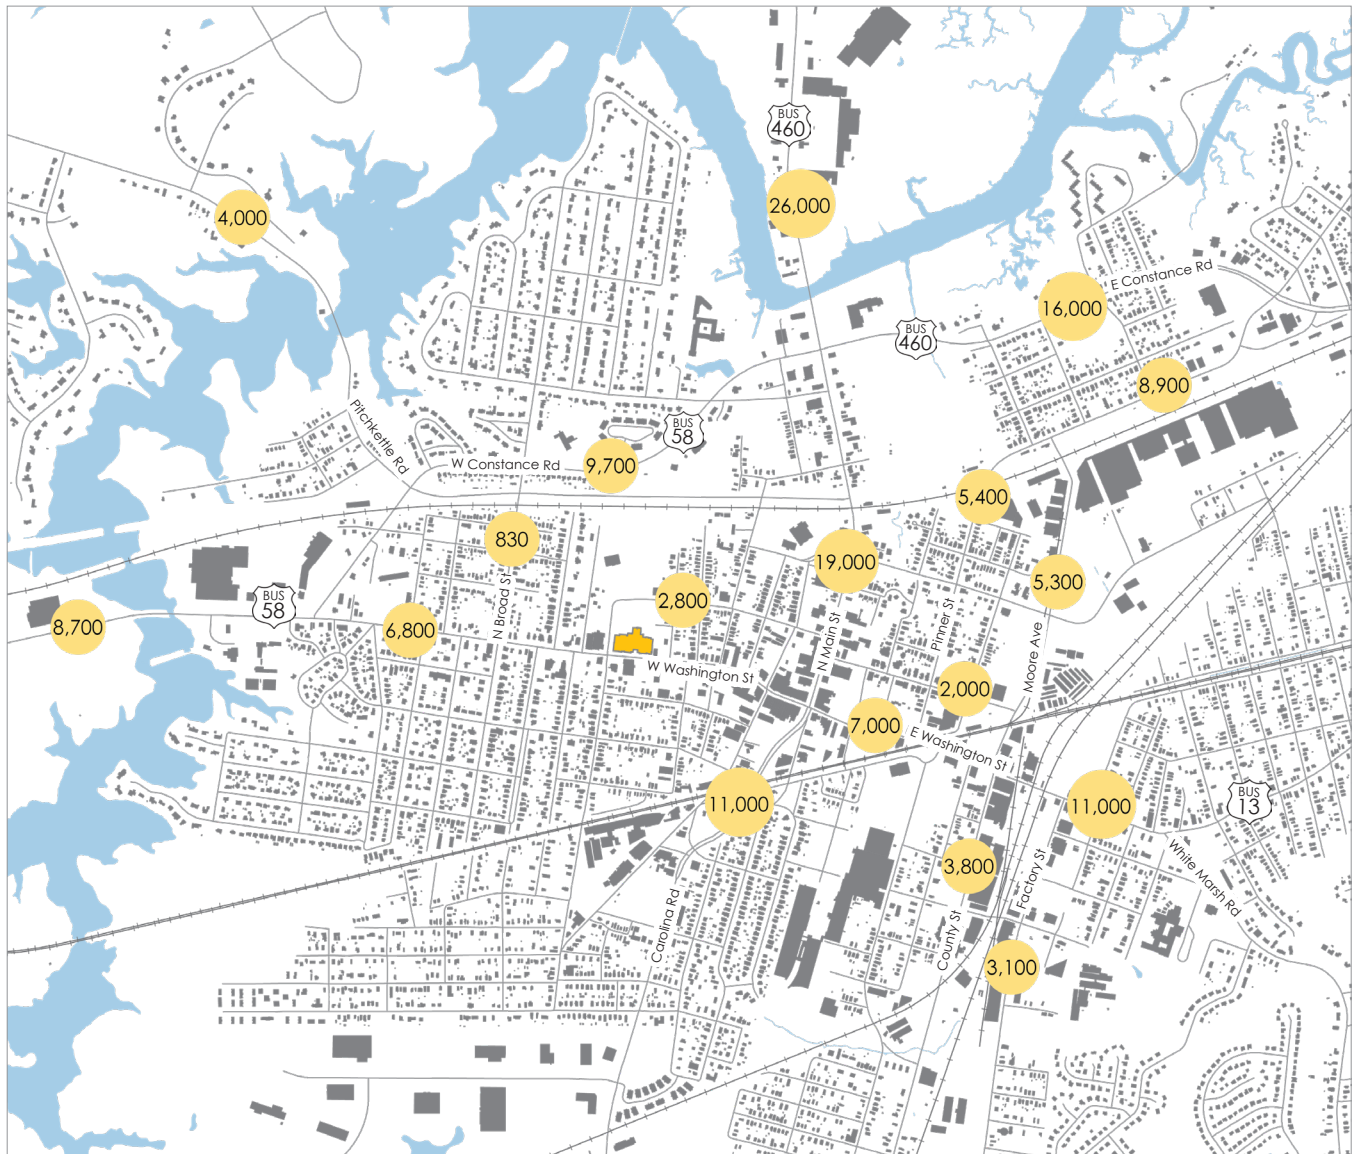 BUS
460
26,000
4,000
E Constance Rd
16,000
BUS
460
8,900
Pitchkettle Rd
BUS
58
W Constance Rd
9,700
5,400
830
19,000
5,300
BUS
58
2,800
8,700
6,800
N Broad St
N Main St
Pinner St
Moore Ave
W Washington St
2,000
7,000
E Washington St
11,000
11,000
BUS
13
3,800
Factory St
White Marsh Rd
Carolina Rd
County St
3,100